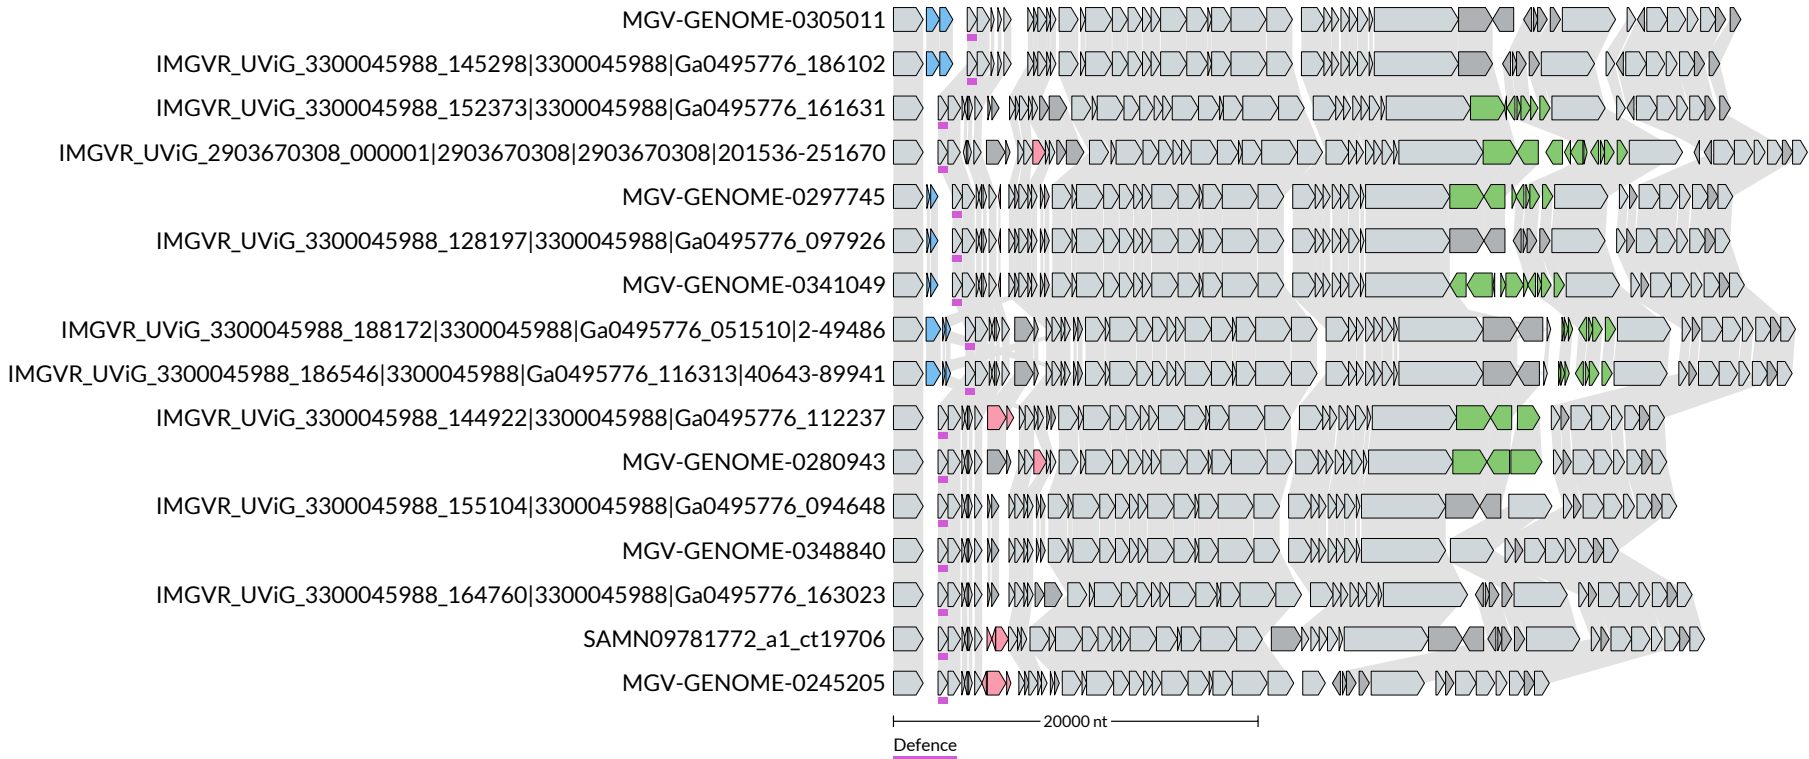 MGV-GENOME-0305011
IMGVR_UViG_3300045988_145298|3300045988|Ga0495776_186102
IMGVR_UViG_3300045988_152373|3300045988|Ga0495776_161631
IMGVR_UViG_2903670308_000001|2903670308|2903670308|201536-251670
MGV-GENOME-0297745
IMGVR_UViG_3300045988_128197|3300045988|Ga0495776_097926
MGV-GENOME-0341049
IMGVR_UViG_3300045988_188172|3300045988|Ga0495776_051510|2-49486
IMGVR_UViG_3300045988_186546|3300045988|Ga0495776_116313|40643-89941
IMGVR_UViG_3300045988_144922|3300045988|Ga0495776_112237
MGV-GENOME-0280943
IMGVR_UViG_3300045988_155104|3300045988|Ga0495776_094648
MGV-GENOME-0348840
IMGVR_UViG_3300045988_164760|3300045988|Ga0495776_163023
SAMN09781772_a1_ct19706
MGV-GENOME-0245205
20000 nt
Defence